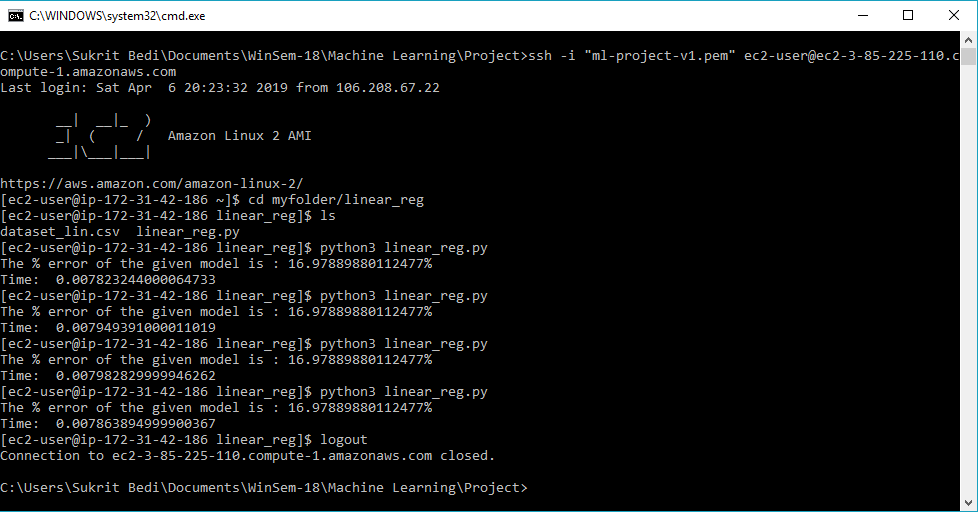 C:\WINDOWS\system32\cmd.exe
C:\Users\Sukrit Bedi\Documents\WinSem-18\Machine Learning\Project>ssh -i "ml-project-v1.pem" ec2-user@ec2-3-85-225-110.c
ompute-1.amazonaws.com
Last login: Sat Apr  6 20:23:32 2019 from 106.208.67.22
       __|  __|_  )
       _|  (     /   Amazon Linux 2 AMI
      ___|\___|___|
https://aws.amazon.com/amazon-linux-2/
[ec2-user@ip-172-31-42-186 ~]$ cd myfolder/linear_reg
[ec2-user@ip-172-31-42-186 linear_reg]$ ls
dataset_lin.csv  linear_reg.py
[ec2-user@ip-172-31-42-186 linear_reg]$ python3 linear_reg.py
The % error of the given model is : 16.97889880112477%
Time:  0.007823244000064733
[ec2-user@ip-172-31-42-186 linear_reg]$ python3 linear_reg.py
The % error of the given model is : 16.97889880112477%
Time:  0.007949391000011019
[ec2-user@ip-172-31-42-186 linear_reg]$ python3 linear_reg.py
The % error of the given model is : 16.97889880112477%
Time:  0.007982829999946262
[ec2-user@ip-172-31-42-186 linear_reg]$ python3 linear_reg.py
The % error of the given model is : 16.97889880112477%
Time:  0.007863894999900367
[ec2-user@ip-172-31-42-186 linear_reg]$ logout
Connection to ec2-3-85-225-110.compute-1.amazonaws.com closed.
C:\Users\Sukrit Bedi\Documents\WinSem-18\Machine Learning\Project>